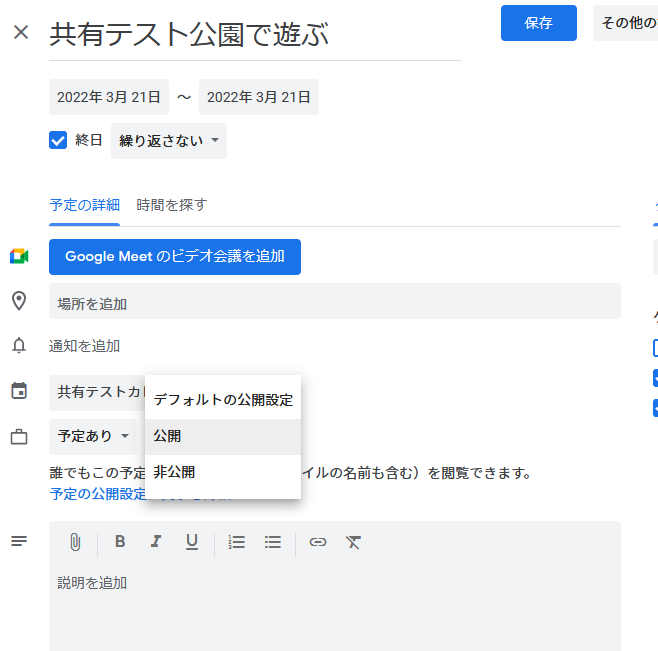 共有テスト公園で遊ぶ
保存
その他の
2022年 3月 21日 ～ 2022年 3月 21日
終日 繰り返さない
予定の詳細 時間を探す
Google Meet のビデオ会議を追加
場所を追加
通知を追加
共有テストカ
デフォルトの公開設定
予定あり
公開
非公開
誰でもこの予定
イルの名前も含む）を閲覧できます。
予定の公開設定
B I U
説明を追加